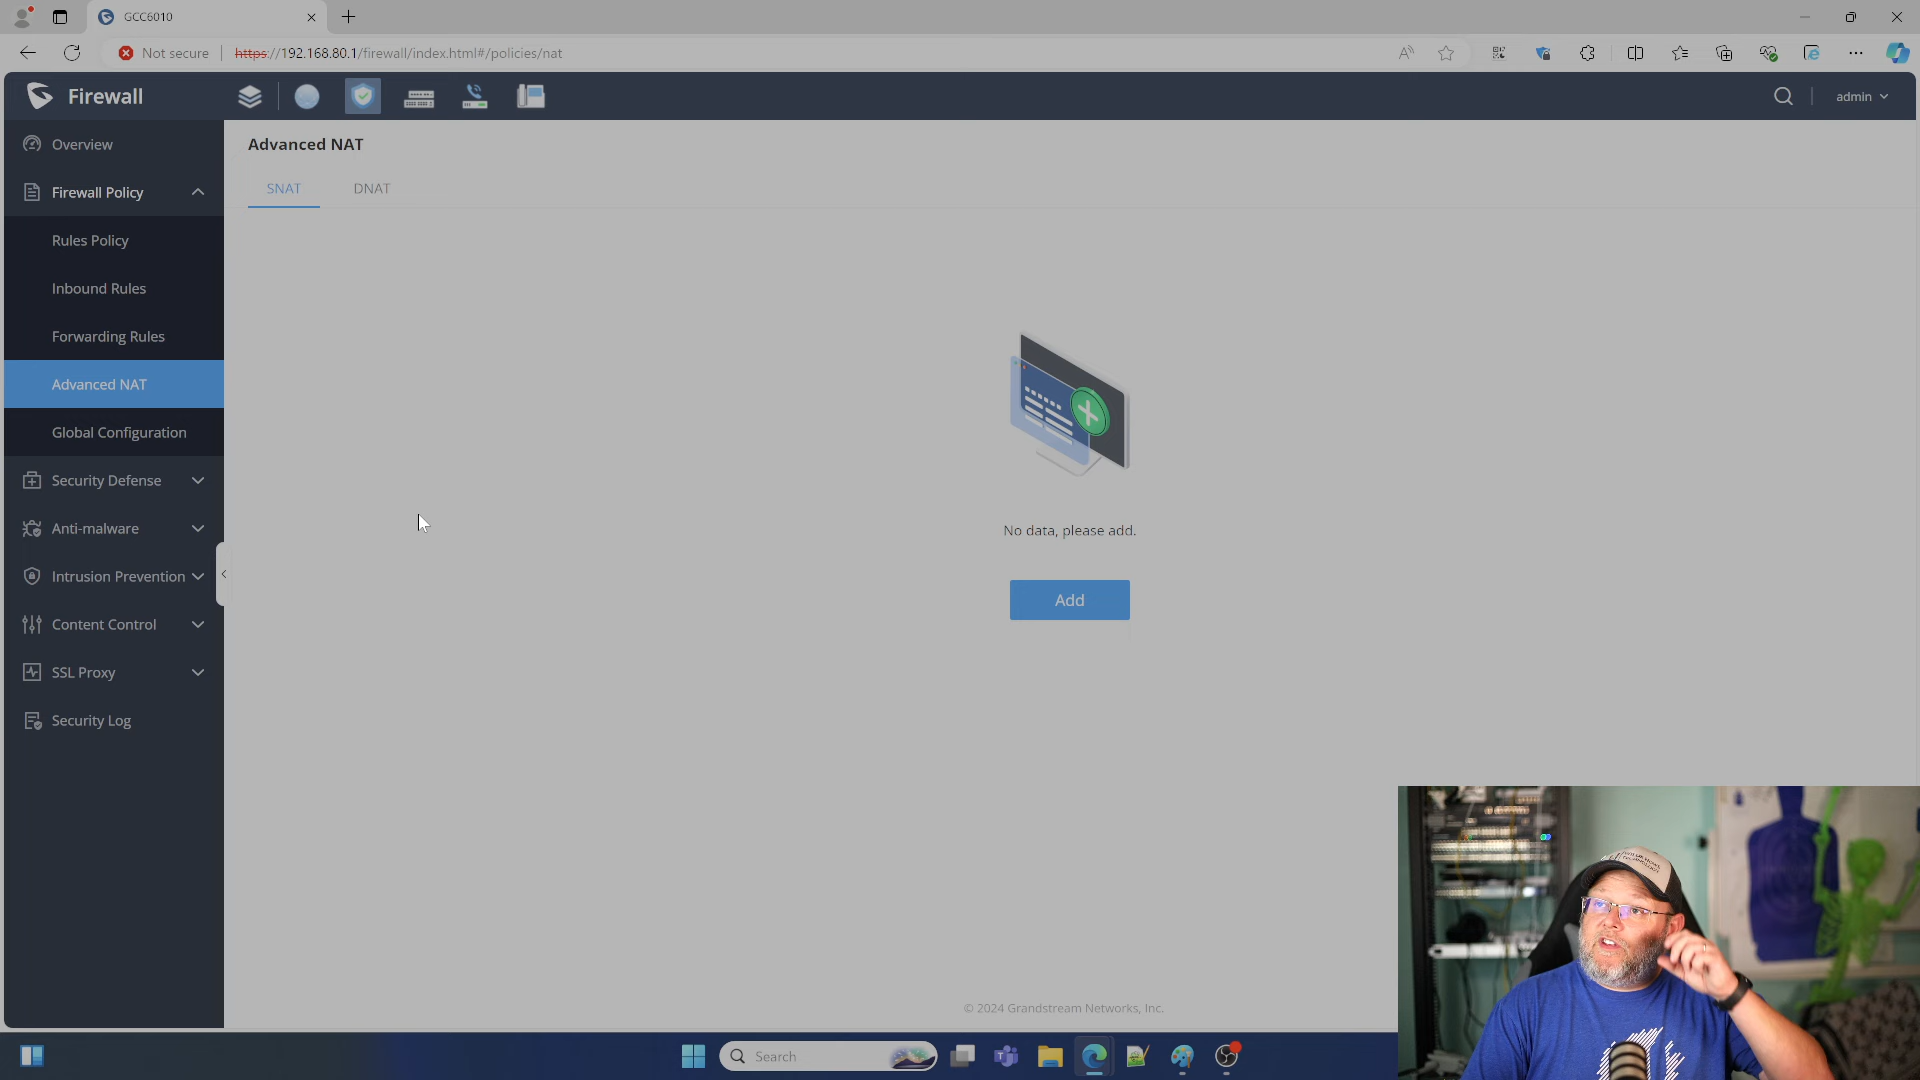 GCC6010
Not secure
https://192.168.80.1/firewall/index.html#/policies/nat
Firewall
admin
Overview
Firewall Policy
Rules Policy
Inbound Rules
Forwarding Rules
Advanced NAT
Global Configuration
Security Defense
Anti-malware
Intrusion Prevention
Content Control
SSL Proxy
Security Log
Advanced NAT
SNAT
DNAT
No data, please add.
Add
© 2024 Grandstream Networks, Inc.
Search